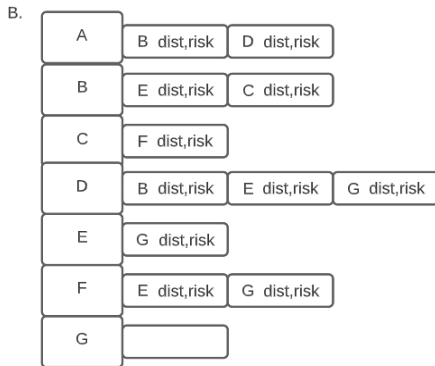 B.
A B dist,risk D dist,risk
B E dist,risk C dist,risk
C F dist,risk
D B dist,risk E dist,risk G dist,risk
E G dist,risk
F E dist,risk G dist,risk
G